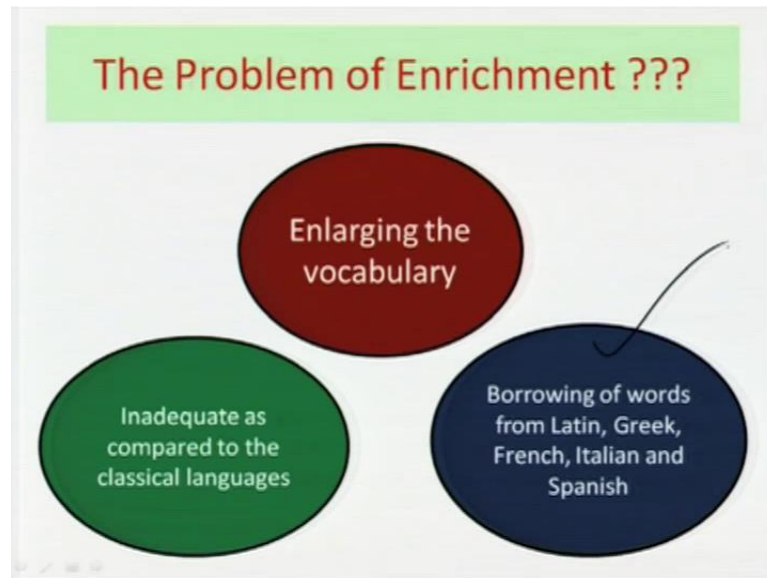 The Problem of Enrichment ???
Enlarging the
vocabulary
Inadequate as
compared to the
classical languages
Borrowing of words
from Latin, Greek,
French, Italian and
Spanish